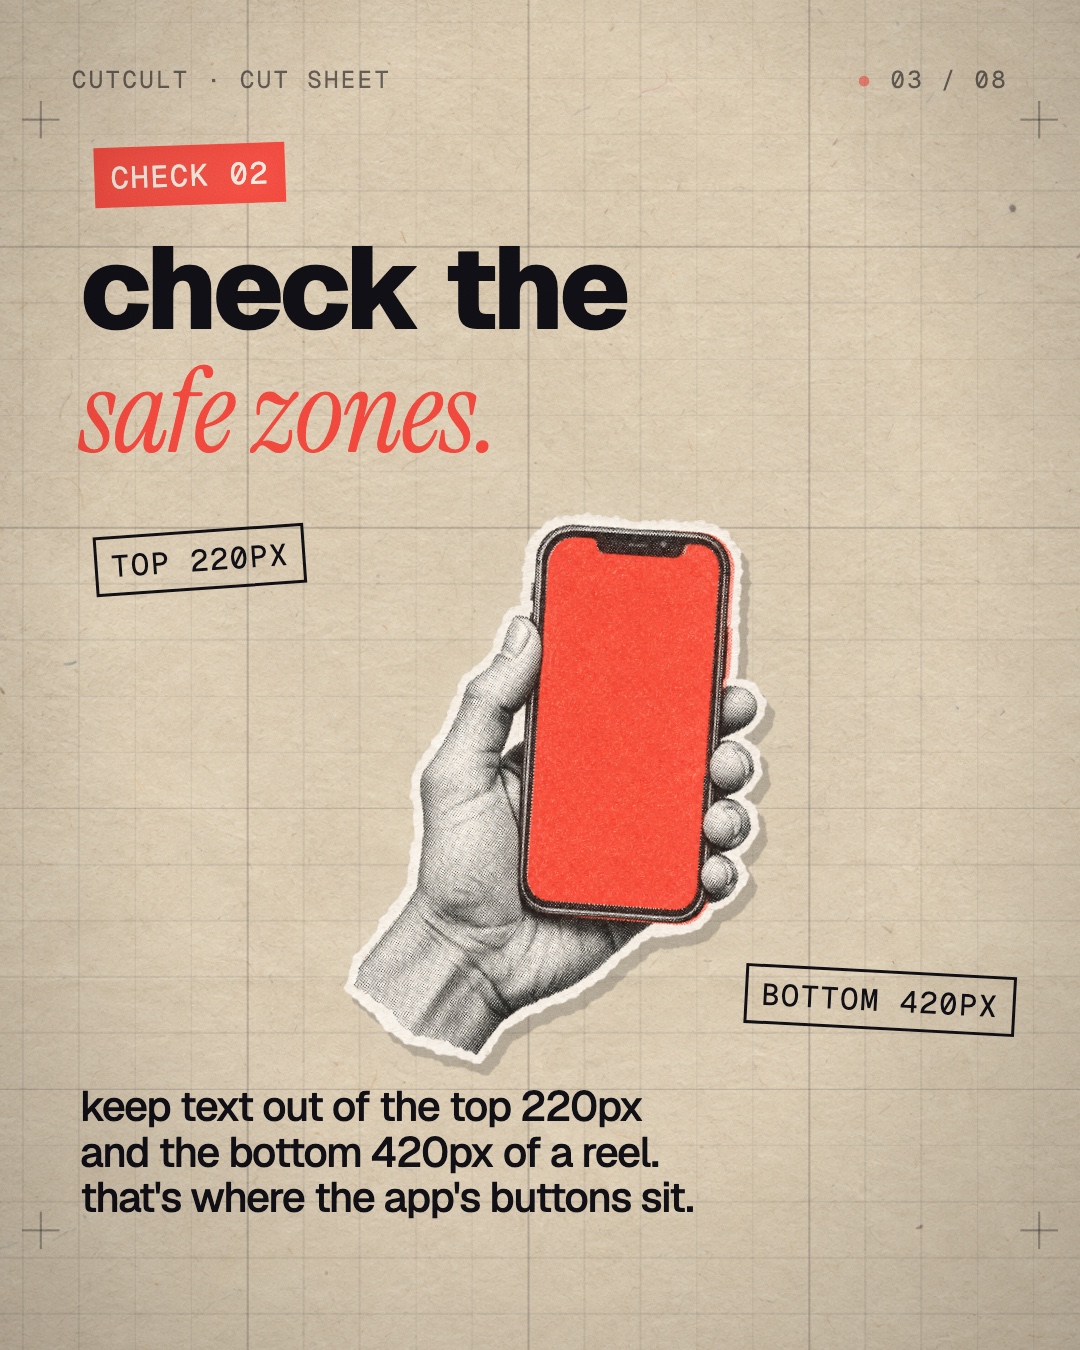 CUTCULT · CUT SHEET
03 / 08
CHECK 02
check the
safe zones.
TOP 220PX
BOTTOM 420PX
keep text out of the top 220px
and the bottom 420px of a reel.
that's where the app's buttons sit.